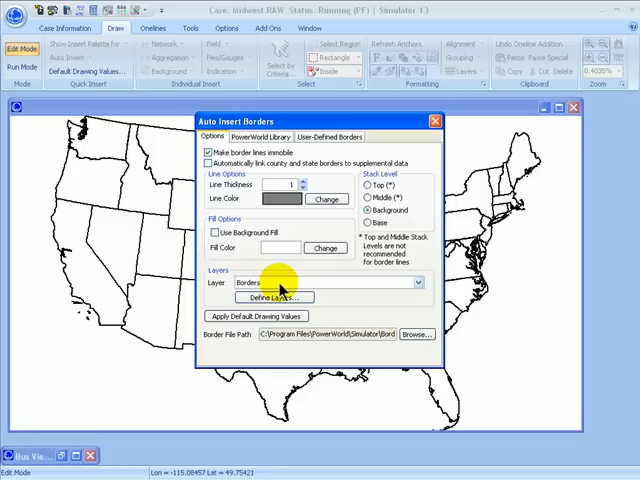 Case: Midwest.RAW Status: Running (PF) | Simulator 13
Case Information Draw Onelines Tools Options Add Ons Window
Edit Mode
Run Mode
Show Insert Palette for
Auto Insert
Default Drawing Values...
Quick Insert
Network
Aggregation
Background
Field
Pies/Gauges
Individual Insert
Select by Criteria...
Select Region
Rectangle
Inside
Select
Refresh Anchors
Formatting
Alignment
Grouping
Layers
Undo Oneline Addition
Paste Paste Special
Cut Cut Onelines
Clipboard
0.4035%
Zoom
Auto Insert Borders
Options PowerWorld Library User-Defined Borders
Make border lines immobile
Automatically link county and state borders to supplemental data
Line Options
Line Thickness 1
Line Color Change
Fill Options
Use Background Fill
Fill Color Change
Stack Level
Top (*)
Middle (*)
Background
Base
* Top and Middle Stack
Levels are not
recommended
for border lines
Layers
Layer Borders
Define Layers...
Apply Default Drawing Values
Border File Path C:\Program Files\PowerWorld\Simulator\Bord Browse...
Bus Vie...
Edit Mode Lon = -115.08457 Lat = 49.75421